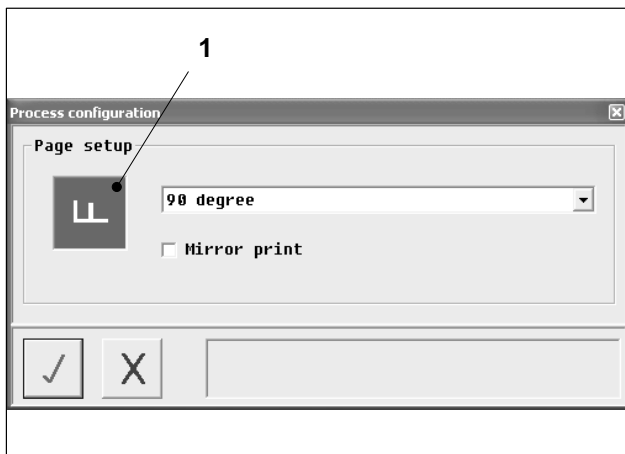 1
Process configuration
Page setup
F
90 degree
Mirror print